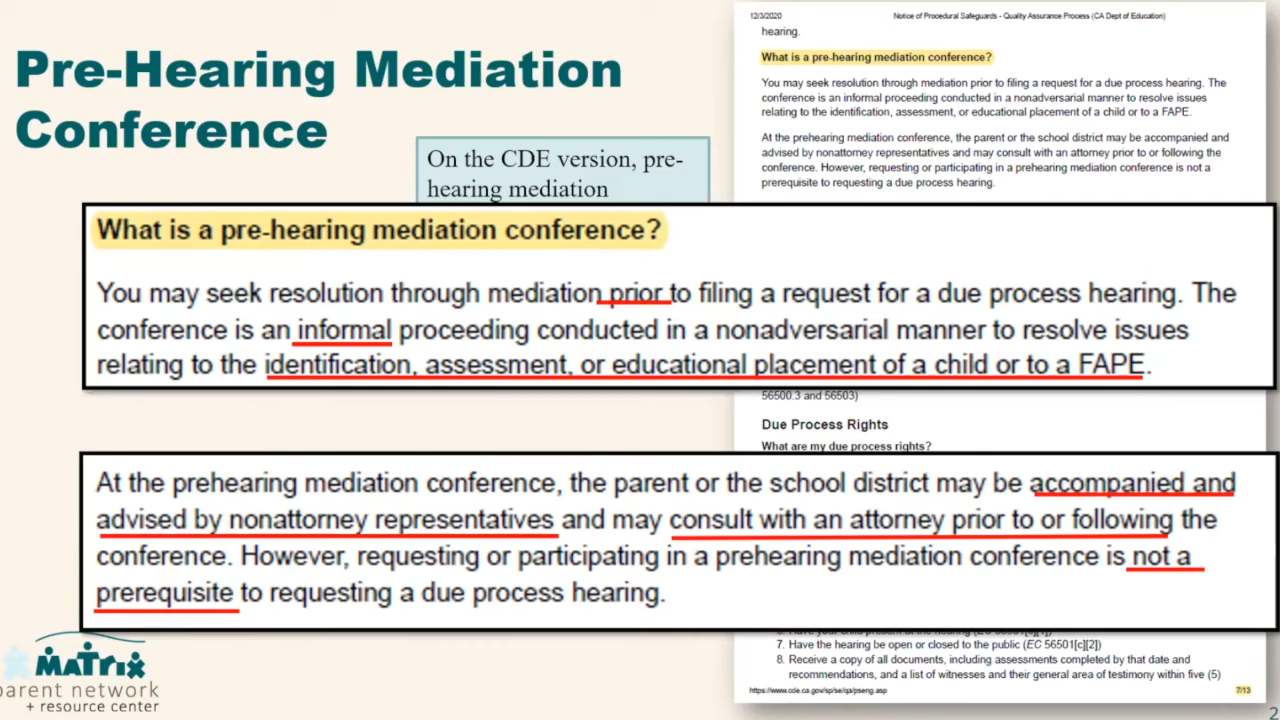 Pre-Hearing Mediation
Conference
On the CDE version, pre-
hearing mediation
12/3/2020 Notice of Procedural Safeguards - Quality Assurance Process (CA Dept of Education)
hearing.
What is a pre-hearing mediation conference?
You may seek resolution through mediation prior to filing a request for a due process hearing. The
conference is an informal proceeding conducted in a nonadversarial manner to resolve issues
relating to the identification, assessment, or educational placement of a child or to a FAPE.
At the prehearing mediation conference, the parent or the school district may be accompanied and
advised by nonattorney representatives and may consult with an attorney prior to or following the
conference. However, requesting or participating in a prehearing mediation conference is not a
prerequisite to requesting a due process hearing.
What is a pre-hearing mediation conference?
You may seek resolution through mediation prior to filing a request for a due process hearing. The
conference is an informal proceeding conducted in a nonadversarial manner to resolve issues
relating to the identification, assessment, or educational placement of a child or to a FAPE.
56500.3 and 56503)
Due Process Rights
What are my due process rights?
At the prehearing mediation conference, the parent or the school district may be accompanied and
advised by nonattorney representatives and may consult with an attorney prior to or following the
conference. However, requesting or participating in a prehearing mediation conference is not a
prerequisite to requesting a due process hearing.
7. Have the hearing be open or closed to the public (EC 56501[c][2])
8. Receive a copy of all documents, including assessments completed by that date and
recommendations, and a list of witnesses and their general area of testimony within five (5)
https://www.cde.ca.gov/sp/se/qa/pseng.asp 7/13
MATRIX
parent network
+ resource center
2